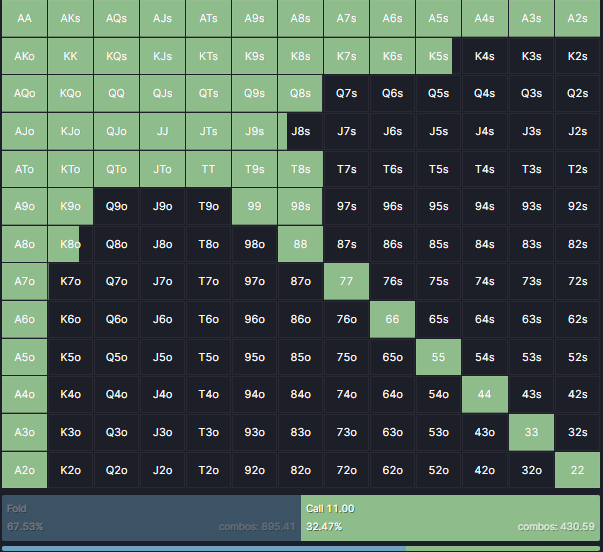 AA AKs AQs AJs ATs A9s A8s A7s A6s A5s A4s A3s A2s
AKo KK KQs KJs KTs K9s K8s K7s K6s K5s K4s K3s K2s
AQo KQo QQ QJs QTs Q9s Q8s Q7s Q6s Q5s Q4s Q3s Q2s
AJo KJo QJo JJ JTs J9s J8s J7s J6s J5s J4s J3s J2s
ATo KTo QTo JTo TT T9s T8s T7s T6s T5s T4s T3s T2s
A9o K9o Q9o J9o T9o 99 98s 97s 96s 95s 94s 93s 92s
A8o K8o Q8o J8o T8o 98o 88 87s 86s 85s 84s 83s 82s
A7o K7o Q7o J7o T7o 97o 87o 77 76s 75s 74s 73s 72s
A6o K6o Q6o J6o T6o 96o 86o 76o 66 65s 64s 63s 62s
A5o K5o Q5o J5o T5o 95o 85o 75o 65o 55 54s 53s 52s
A4o K4o Q4o J4o T4o 94o 84o 74o 64o 54o 44 43s 42s
A3o K3o Q3o J3o T3o 93o 83o 73o 63o 53o 43o 33 32s
A2o K2o Q2o J2o T2o 92o 82o 72o 62o 52o 42o 32o 22
Fold Call 11.00
67.53% combos: 895.41 32.47% combos: 430.59